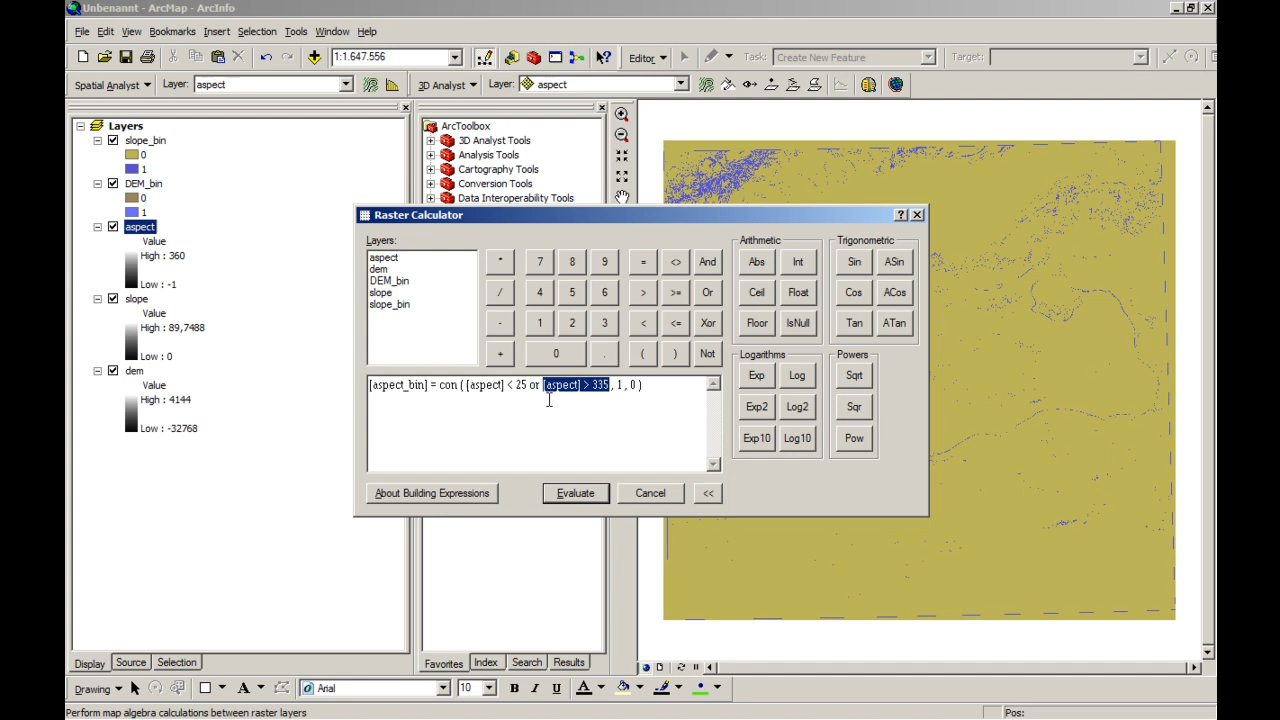 Unbenannt - ArcMap - ArcInfo
File Edit View Bookmarks Insert Selection Tools Window Help
1:1.647.556 Editor Task: Create New Feature Target:
Spatial Analyst Layer: aspect 3D Analyst Layer: aspect
Layers
slope_bin
0
1
DEM_bin
0
1
aspect
Value
High : 360
Low : -1
slope
Value
High : 89,7488
Low : 0
dem
Value
High : 4144
Low : -32768
Display Source Selection
ArcToolbox
3D Analyst Tools
Analysis Tools
Cartography Tools
Conversion Tools
Data Interoperability Tools
Favorites Index Search Results
Raster Calculator
Layers:
aspect
dem
DEM_bin
slope
slope_bin
* 7 8 9 = <> And
/ 4 5 6 > >= Or
- 1 2 3 < <= Xor
+ 0 . ( ) Not
[aspect_bin] = con ( [aspect] < 25 or [aspect] > 335 , 1 , 0 )
About Building Expressions Evaluate Cancel <<
Arithmetic
Abs Int
Ceil Float
Floor IsNull
Trigonometric
Sin ASin
Cos ACos
Tan ATan
Logarithms
Exp Log
Exp2 Log2
Exp10 Log10
Powers
Sqrt
Sqr
Pow
Drawing A Arial 10 B I U A
Perform map algebra calculations between raster layers Pos: